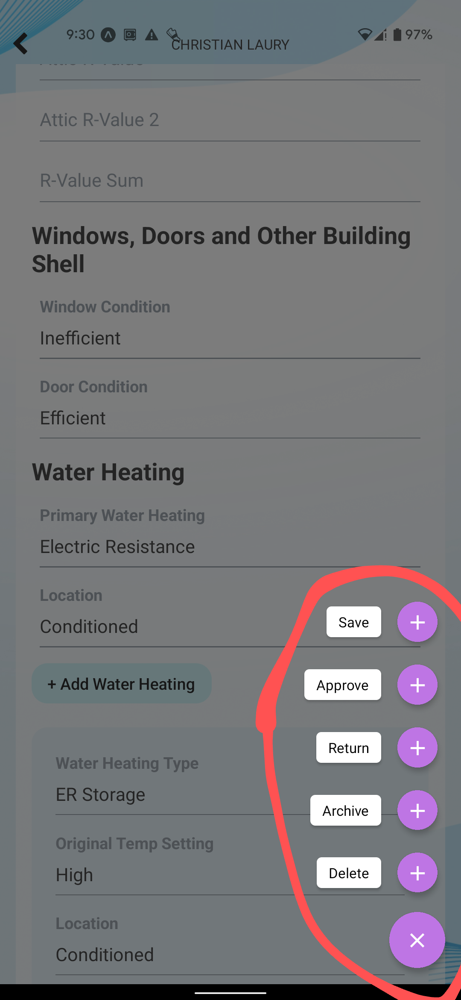 9:30
97%
CHRISTIAN LAURY
Attic R-Value 2
R-Value Sum
Windows, Doors and Other Building
Shell
Window Condition
Inefficient
Door Condition
Efficient
Water Heating
Primary Water Heating
Electric Resistance
Location
Conditioned
Save
+ Add Water Heating
Approve
Return
Water Heating Type
ER Storage
Archive
Original Temp Setting
High
Delete
Location
Conditioned